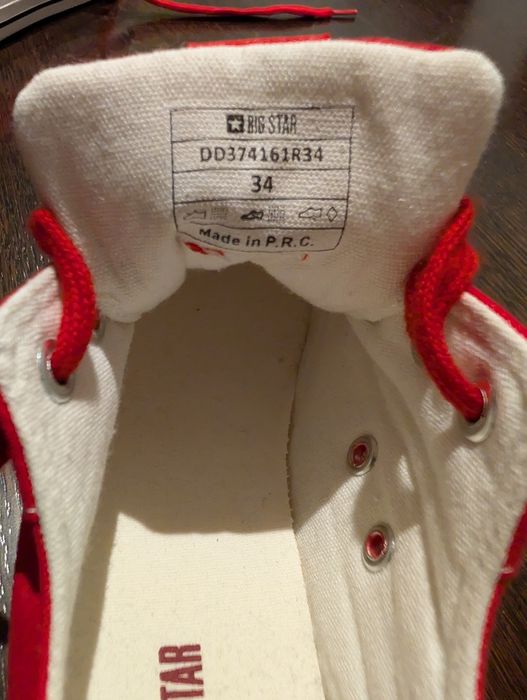 BIG STAR
DD374161R34
34
Made in P.R.C.
STAR